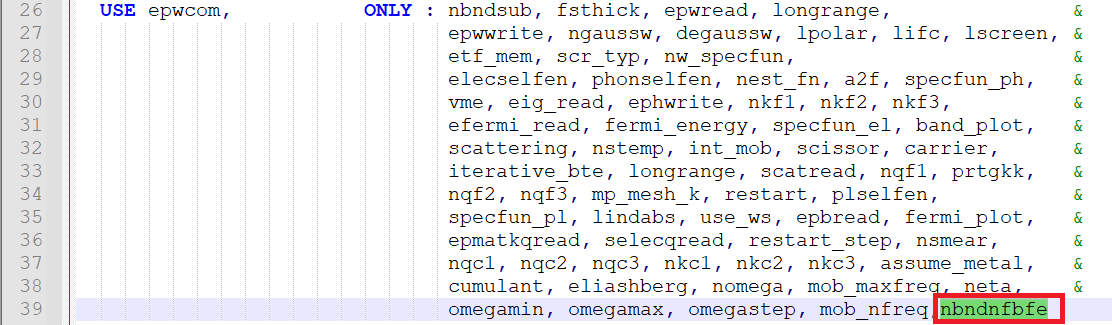 26 USE epwcom, ONLY : nbndsub, fsthick, epwread, longrange, &
27 epwwrite, ngaussw, degaussw, lpolar, lifc, lscreen, &
28 etf_mem, scr_typ, nw_specfun, &
29 elecselfen, phonselfen, nest_fn, a2f, specfun_ph, &
30 vme, eig_read, ephwrite, nkf1, nkf2, nkf3, &
31 efermi_read, fermi_energy, specfun_el, band_plot, &
32 scattering, nstemp, int_mob, scissor, carrier, &
33 iterative_bte, longrange, scatread, nqf1, prtgkk, &
34 nqf2, nqf3, mp_mesh_k, restart, plselfen, &
35 specfun_pl, lindabs, use_ws, epbread, fermi_plot, &
36 epmatkqread, selecqread, restart_step, nsmear, &
37 nqc1, nqc2, nqc3, nkc1, nkc2, nkc3, assume_metal, &
38 cumulant, eliashberg, nomega, mob_maxfreq, neta, &
39 omegamin, omegamax, omegastep, mob_nfreq,nbndnfbfe